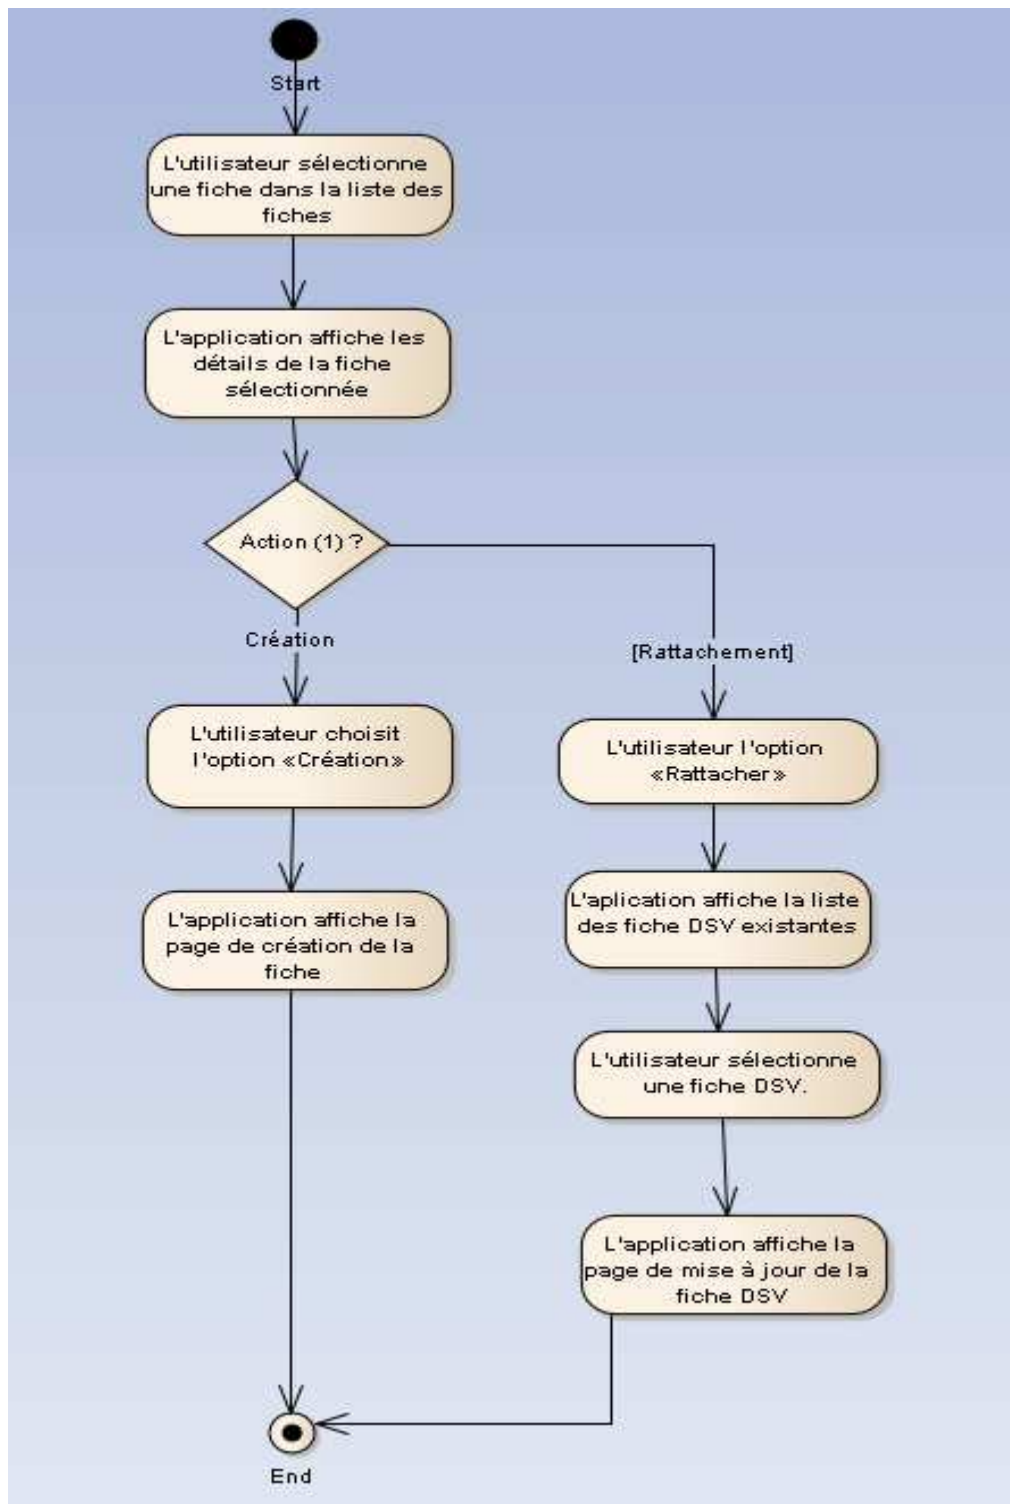 Start
L'utilisateur sélectionne
une fiche dans la liste des
fiches
L'application affiche les
détails de la fiche
sélectionnée
Action (1) ?
Création
[Rattachement]
L'utilisateur choisit
l'option «Création»
L'utilisateur l'option
«Rattacher»
L'application affiche la
page de création de la
fiche
L'aplication affiche la liste
des fiche DSV existantes
L'utilisateur sélectionne
une fiche DSV.
L'application affiche la
page de mise à jour de la
fiche DSV
End